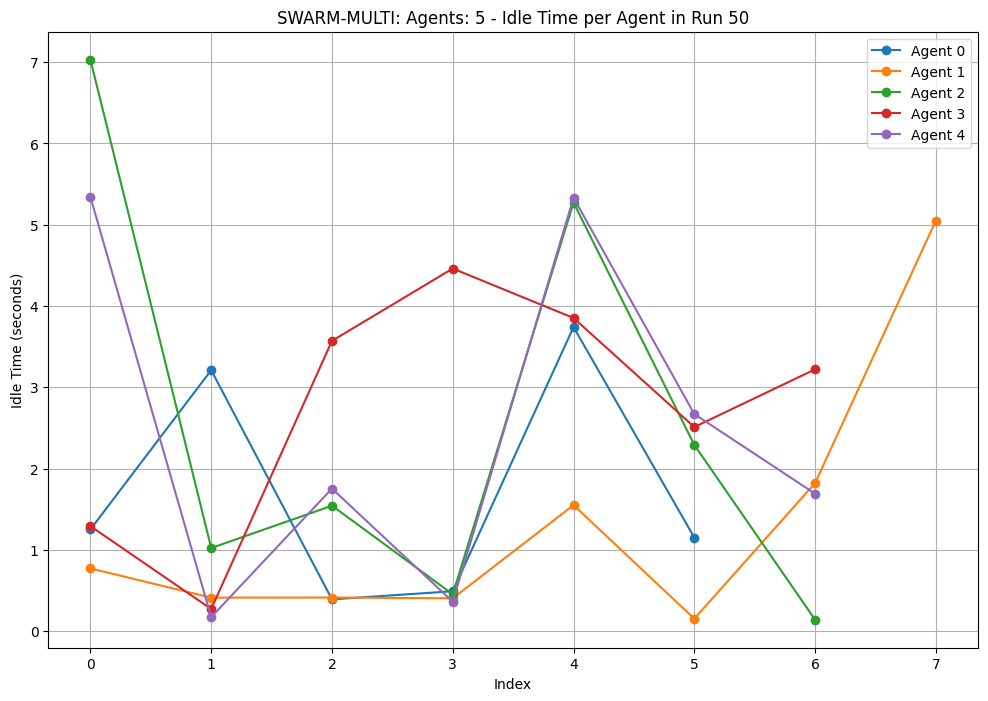 SWARM-MULTI: Agents: 5 - Idle Time per Agent in Run 50
Agent 0
Agent 1
Agent 2
Agent 3
Agent 4
Idle Time (seconds)
7
6
5
4
3
2
1
0
0 1 2 3 4 5 6 7
Index